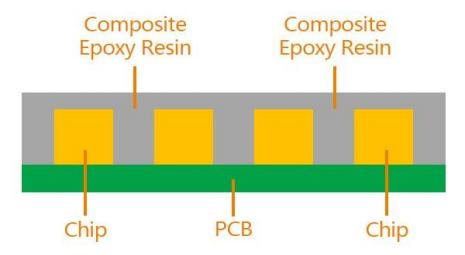 Composite
Epoxy Resin
Composite
Epoxy Resin
Chip
PCB
Chip